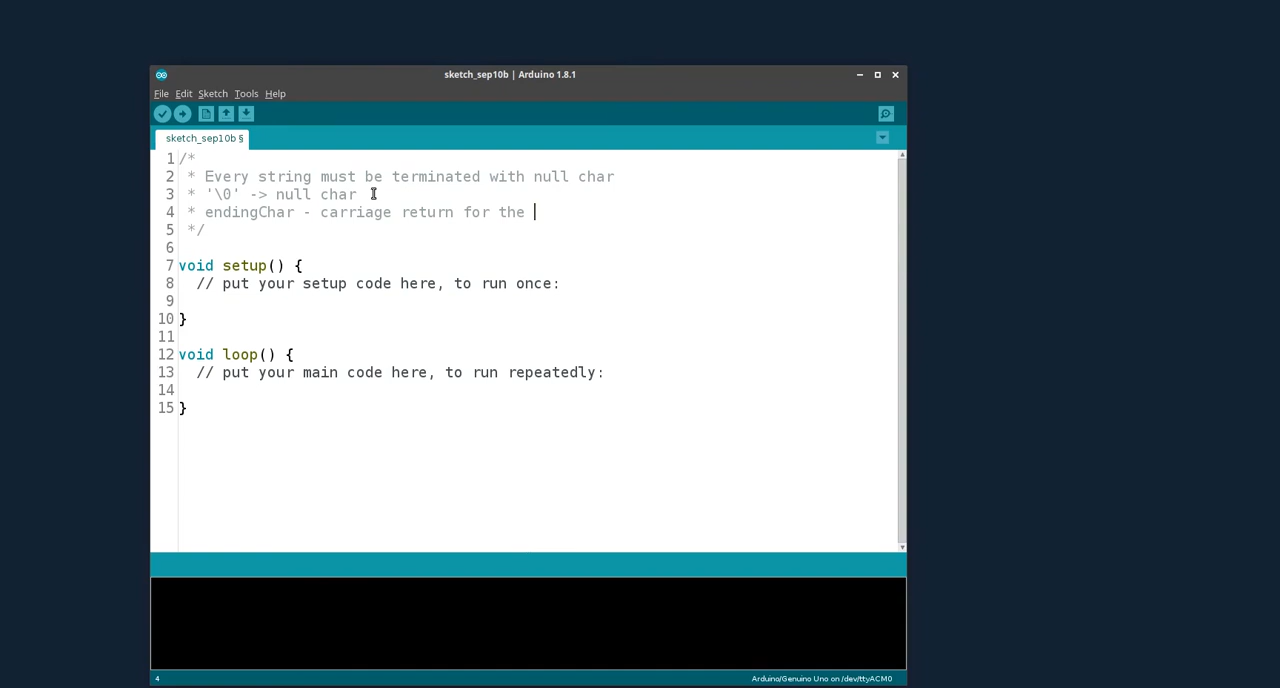 sketch_sep10b | Arduino 1.8.1
File Edit Sketch Tools Help
sketch_sep10b §
1 /*
2 * Every string must be terminated with null char
3 * '\0' -> null char
4 * endingChar - carriage return for the
5 */
6
7 void setup() {
8 // put your setup code here, to run once:
9
10 }
11
12 void loop() {
13 // put your main code here, to run repeatedly:
14
15 }
4 Arduino/Genuino Uno on /dev/ttyACM0